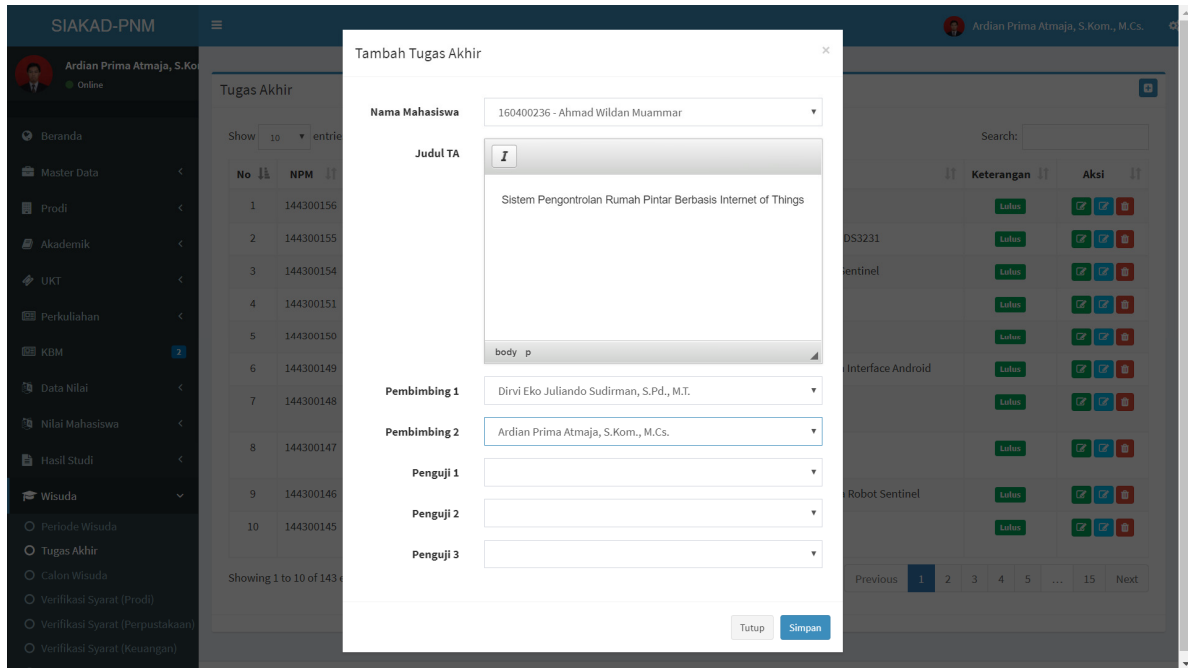 SIAKAD-PNM
Ardian Prima Atmaja, S.Kom., M.Cs.
Ardian Prima Atmaja, S.Ko
Online
Beranda
Master Data
Prodi
Akademik
UKT
Perkuliahan
KBM 2
Data Nilai
Nilai Mahasiswa
Hasil Studi
Wisuda
Periode Wisuda
Tugas Akhir
Calon Wisuda
Verifikasi Syarat (Prodi)
Verifikasi Syarat (Perpustakaan)
Verifikasi Syarat (Keuangan)
Tugas Akhir
Show 10 entrie
Search:
No NPM Keterangan Aksi
1 144300156 Lulus
2 144300155 DS3231 Lulus
3 144300154 Sentinel Lulus
4 144300151 Lulus
5 144300150 Lulus
6 144300149 Interface Android Lulus
7 144300148 Lulus
8 144300147 Lulus
9 144300146 Robot Sentinel Lulus
10 144300145 Lulus
Showing 1 to 10 of 143 e
Previous 1 2 3 4 5 ... 15 Next
Tambah Tugas Akhir ×
Nama Mahasiswa 160400236 - Ahmad Wildan Muammar
Judul TA
I
Sistem Pengontrolan Rumah Pintar Berbasis Internet of Things
body p
Pembimbing 1 Dirvi Eko Juliando Sudirman, S.Pd., M.T.
Pembimbing 2 Ardian Prima Atmaja, S.Kom., M.Cs.
Penguji 1
Penguji 2
Penguji 3
Tutup Simpan